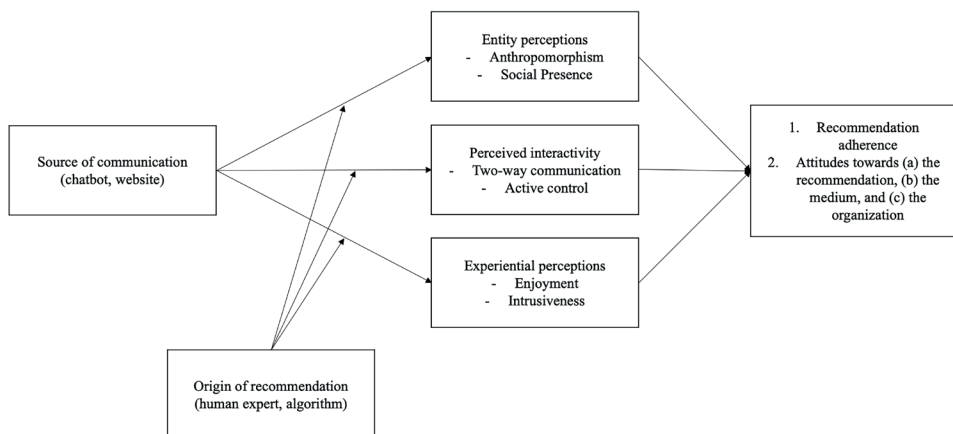 Entity perceptions
- Anthropomorphism
- Social Presence
Source of communication
(chatbot, website)
Perceived interactivity
- Two-way communication
- Active control
1. Recommendation
adherence
2. Attitudes towards (a) the
recommendation, (b) the
medium, and (c) the
organization
Experiential perceptions
- Enjoyment
- Intrusiveness
Origin of recommendation
(human expert, algorithm)